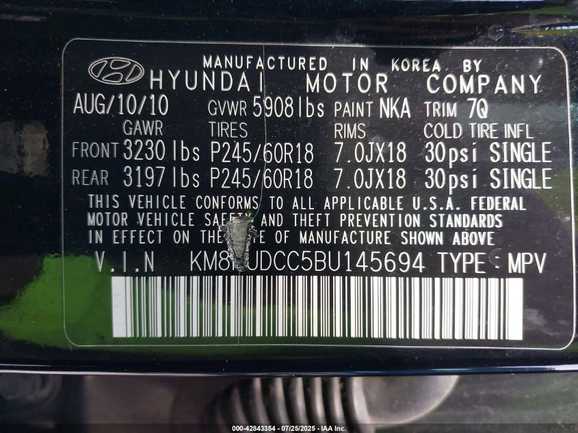 MANUFACTURED IN KOREA BY
HYUNDAI MOTOR COMPANY
AUG/10/10 GVWR 5908lbs PAINT NKA TRIM 7Q
GAWR TIRES RIMS COLD TIRE INFL
FRONT 3230lbs P245/60R18 7.0JX18 30psi SINGLE
REAR 3197lbs P245/60R18 7.0JX18 30psi SINGLE
THIS VEHICLE CONFORMS TO ALL APPLICABLE U.S.A. FEDERAL
MOTOR VEHICLE SAFETY AND THEFT PREVENTION STANDARDS
IN EFFECT ON THE DATE OF MANUFACTURE SHOWN ABOVE
V.I.N TYPE : MPV
000-42843354 07/25/2025 IAA Inc.